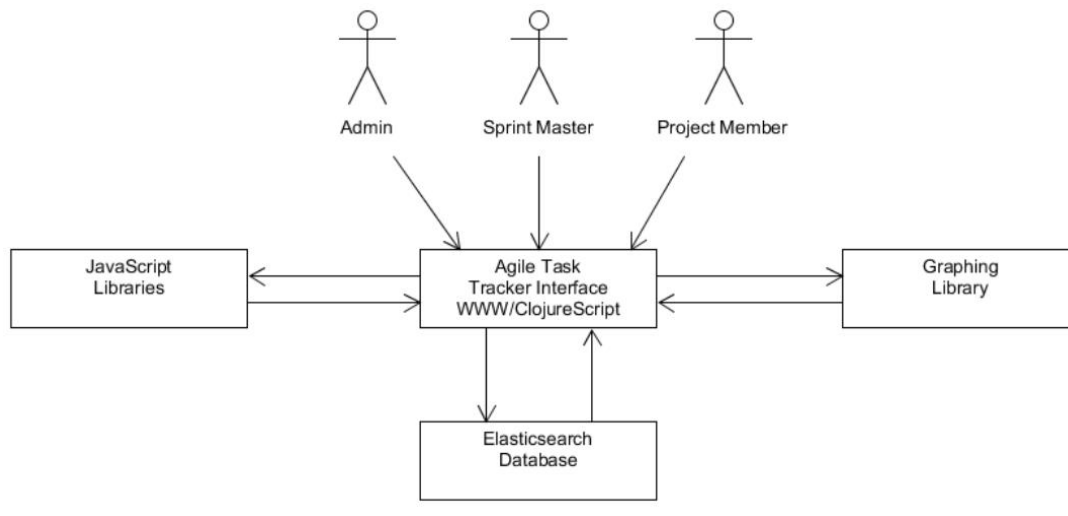 Admin
Sprint Master
Project Member
JavaScript
Libraries
Agile Task
Tracker Interface
WWW/ClojureScript
Graphing
Library
Elasticsearch
Database